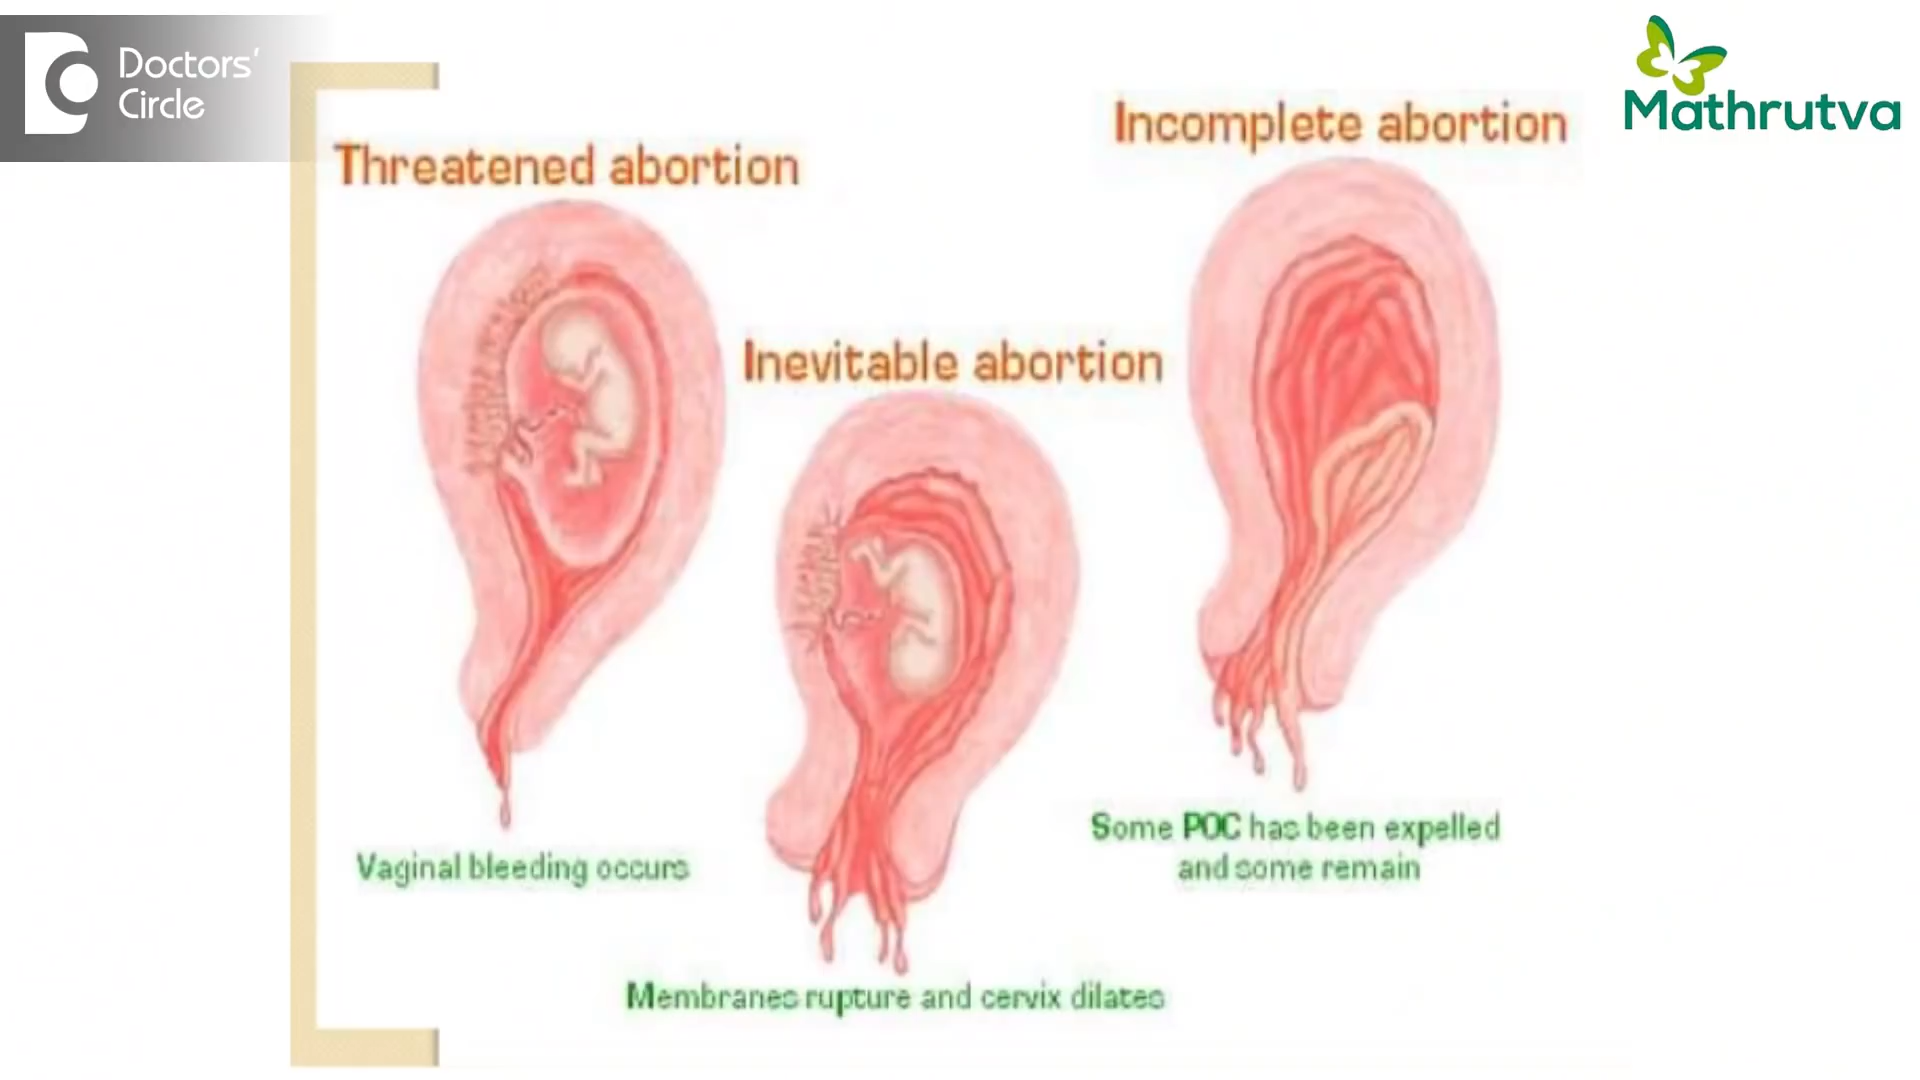 Doctors'
Circle
Mathrutva
Threatened abortion
Vaginal bleeding occurs
Inevitable abortion
Membranes rupture and cervix dilates
Incomplete abortion
Some POC has been expelled
and some remain